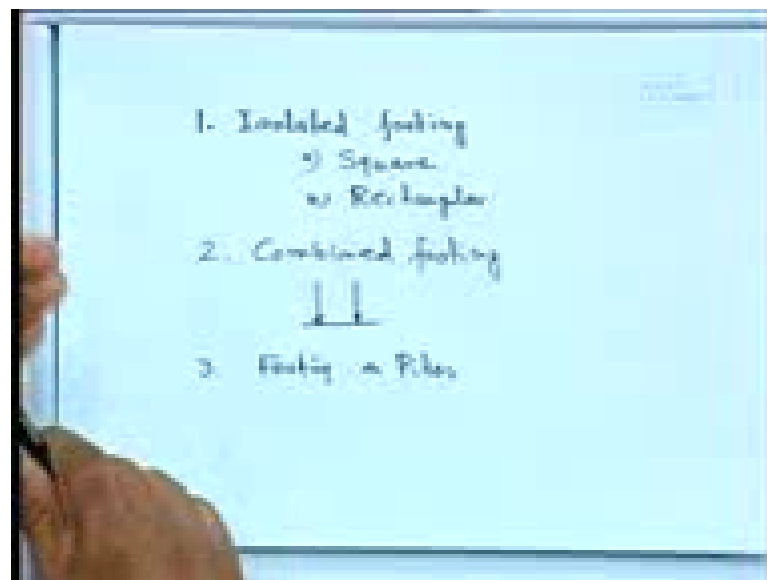 1. Isolated footing
i) Square
ii) Rectangular
2. Combined footing
3. Footing on Piles